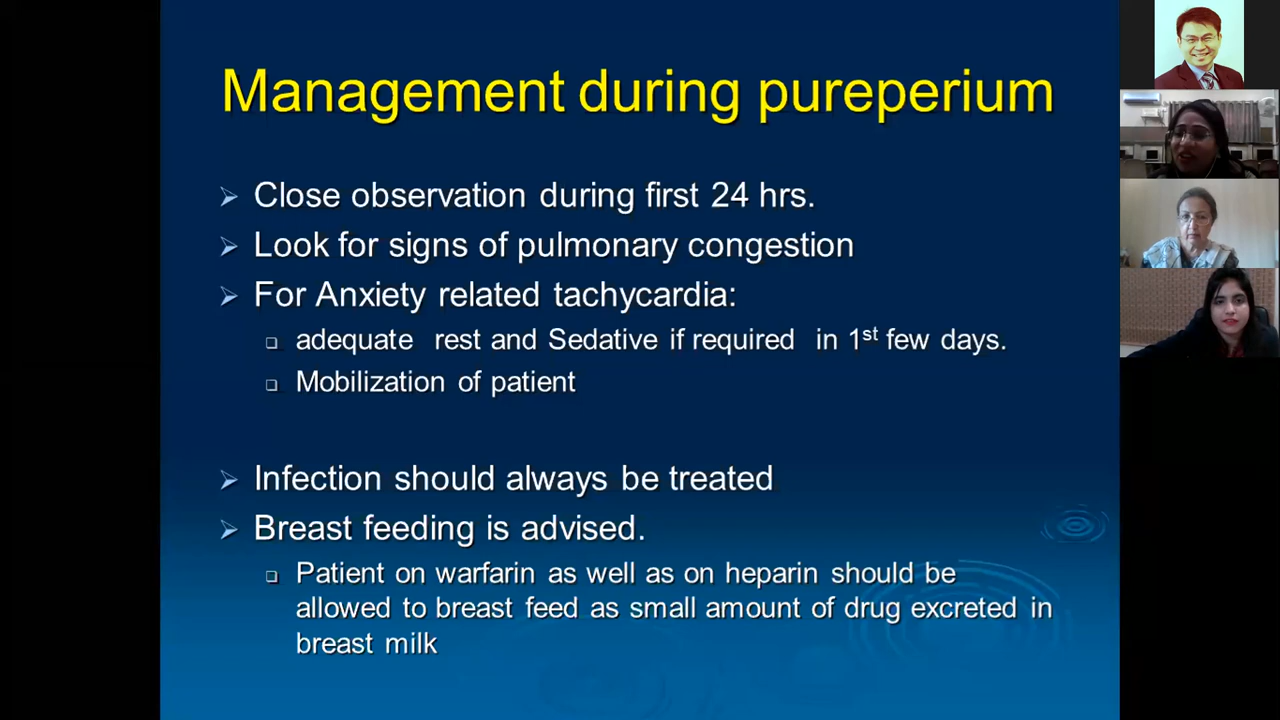 Management during pureperium
Close observation during first 24 hrs.
Look for signs of pulmonary congestion
For Anxiety related tachycardia:
adequate rest and Sedative if required in 1st few days.
Mobilization of patient
Infection should always be treated
Breast feeding is advised.
Patient on warfarin as well as on heparin should be
allowed to breast feed as small amount of drug excreted in
breast milk